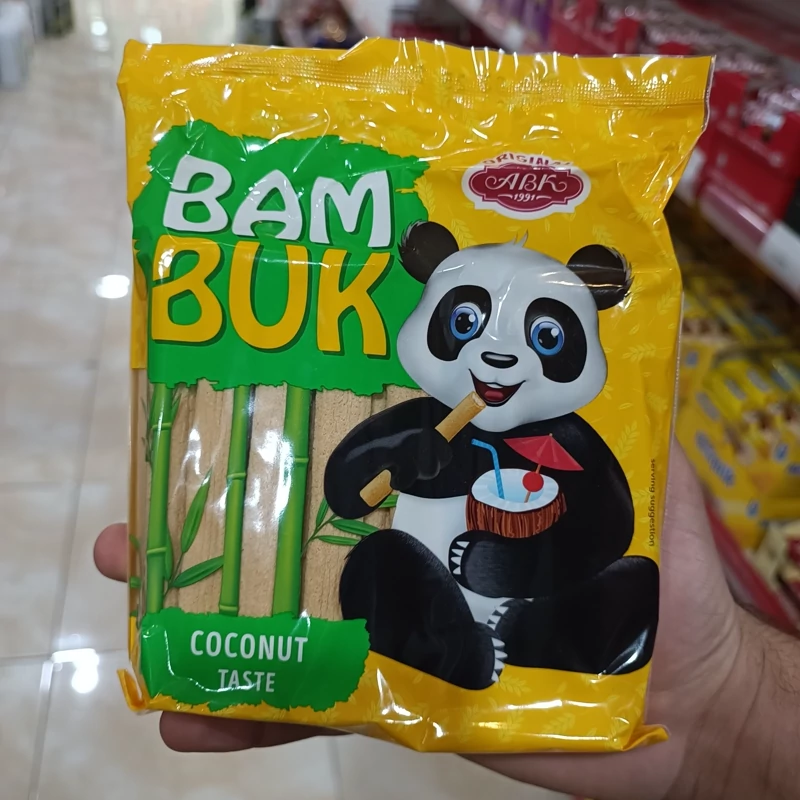 BAM
BUK
ORIGINAL
ABK
1991
serving suggestion
COCONUT
TASTE